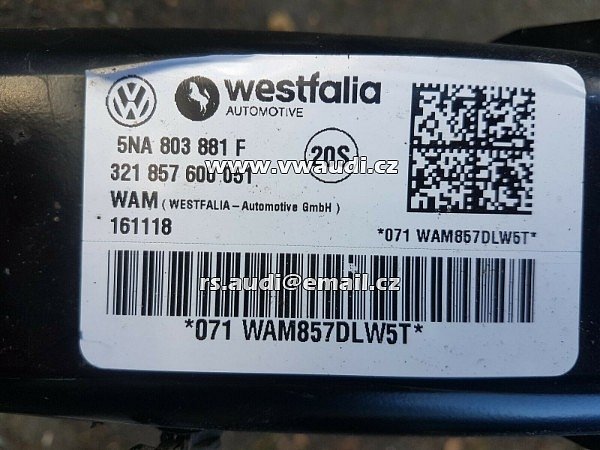 westfalia
AUTOMOTIVE
5NA 803 881 F
20S
321 857 600 051
www.vwaudi.cz
WAM (WESTFALIA-Automotive GmbH)
161118
*071 WAM857DLW5T*
rs.audi@email.cz
*071 WAM857DLW5T*